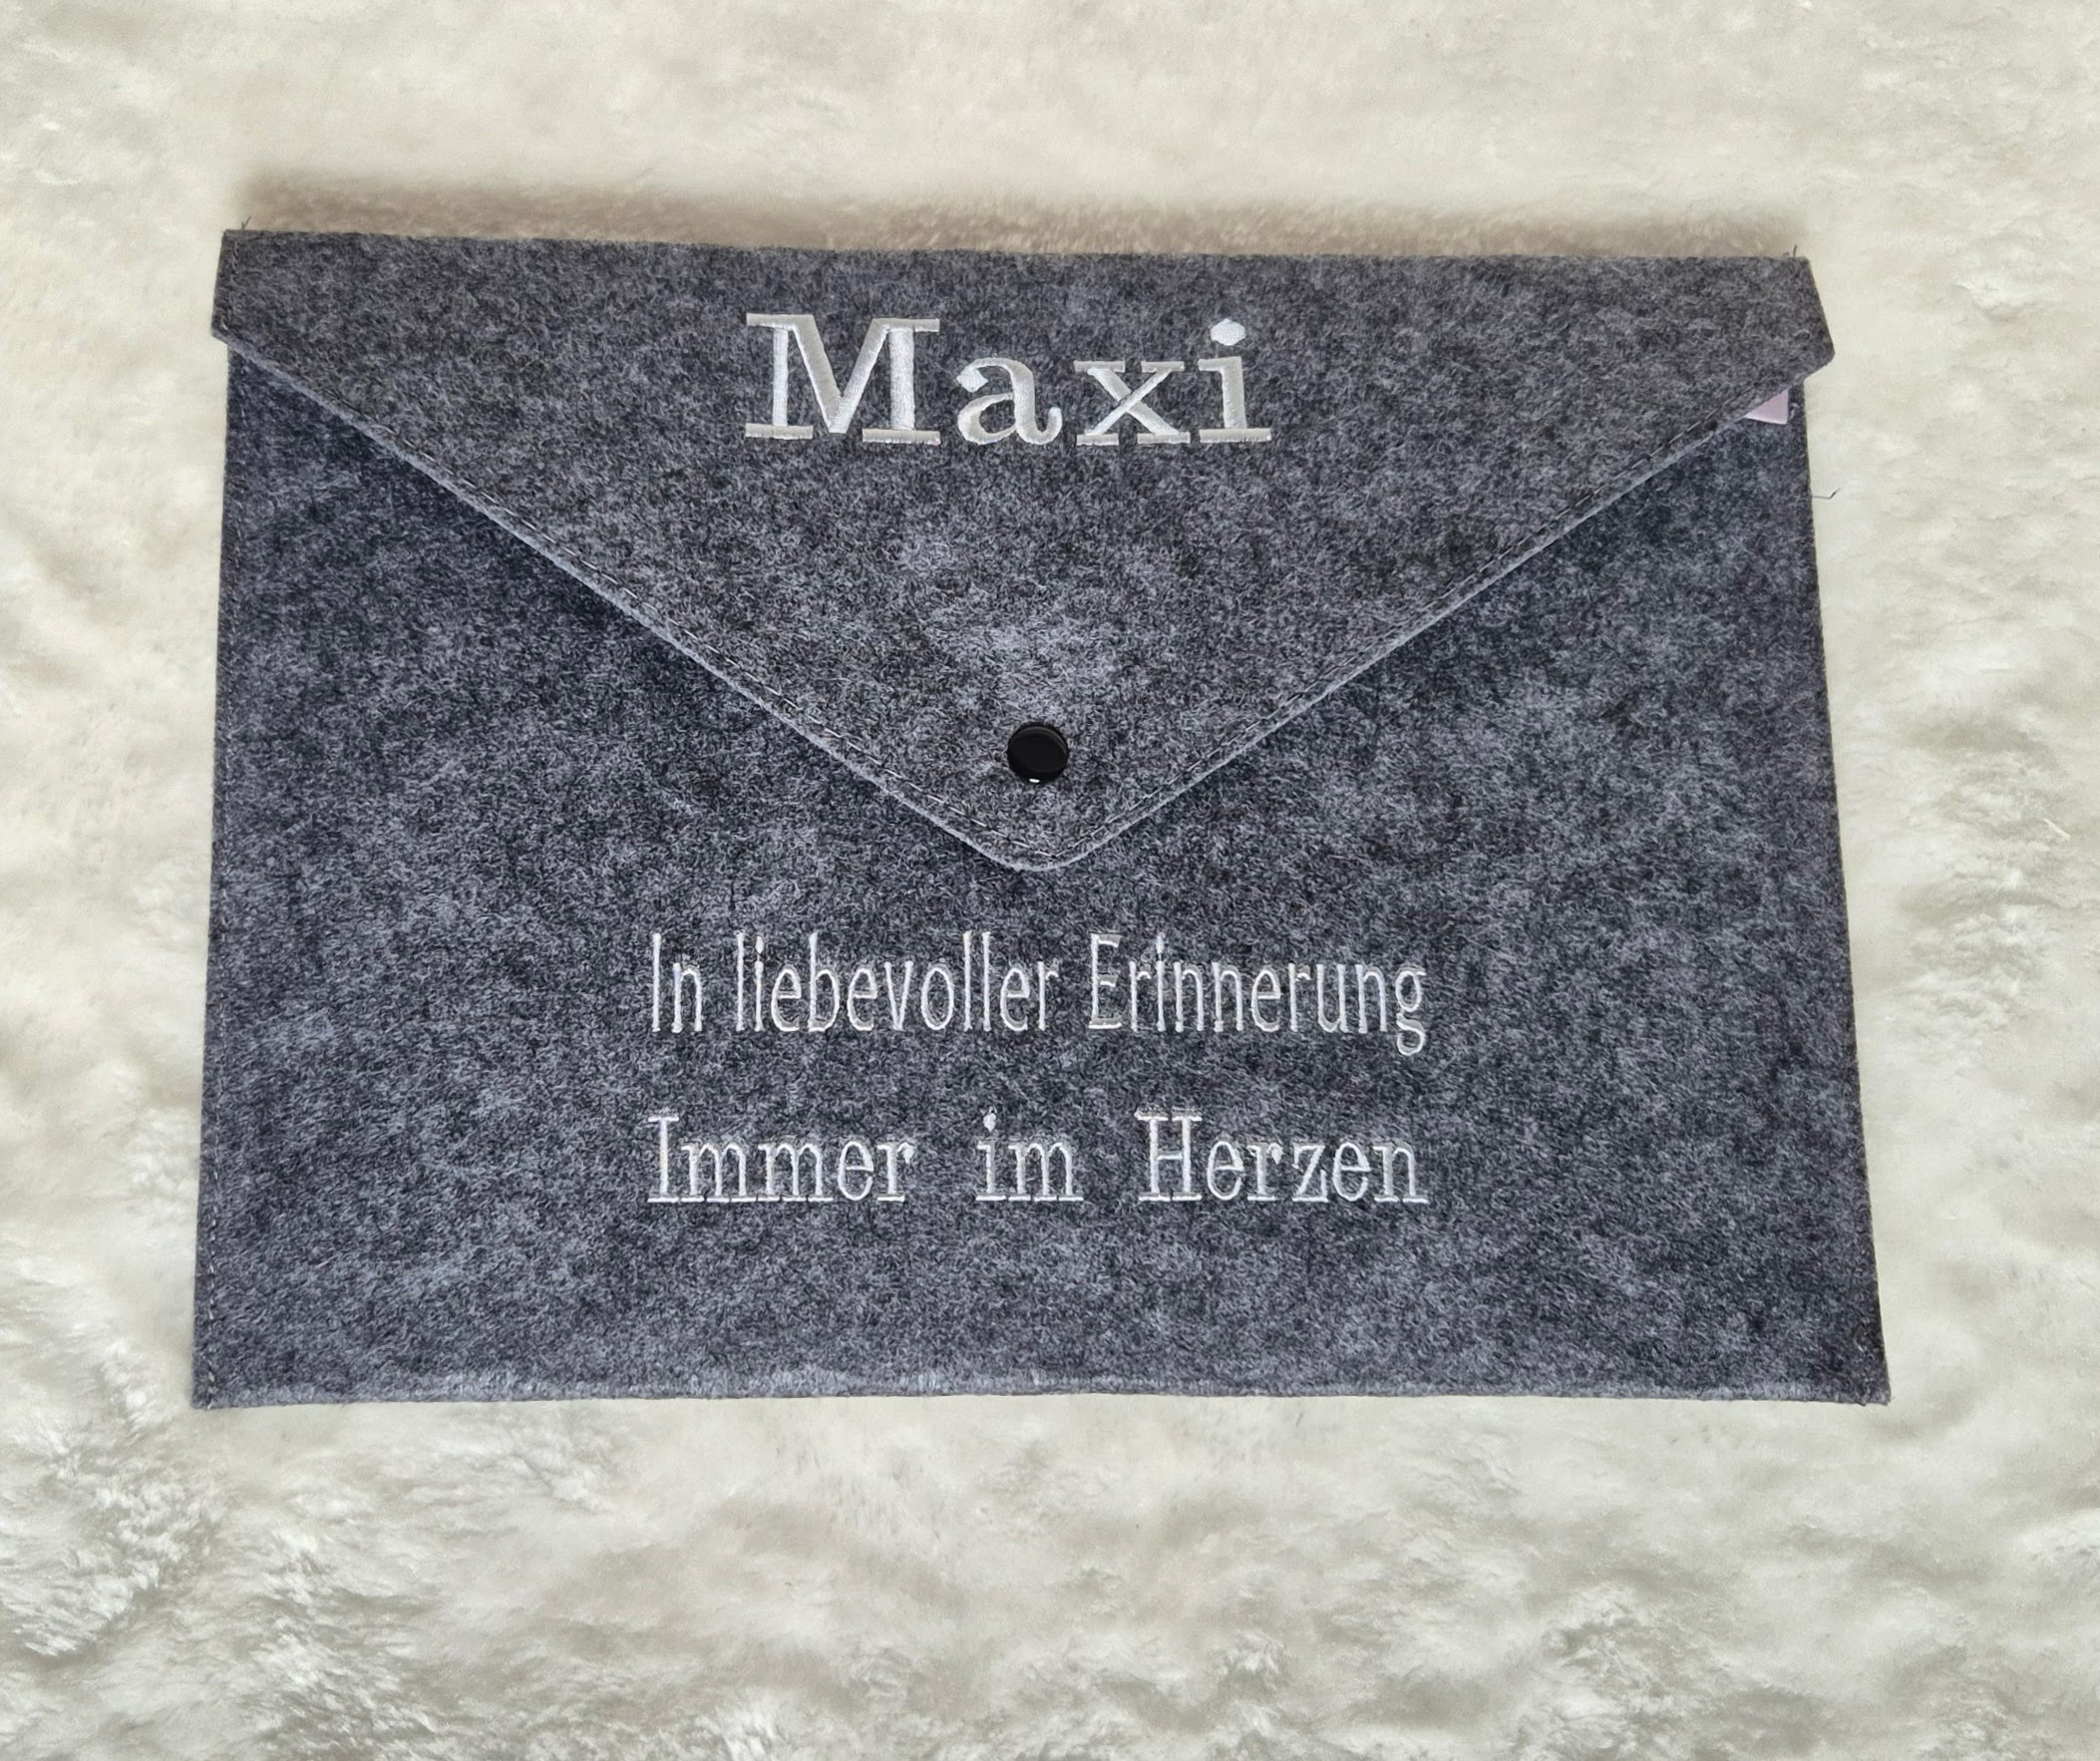 Maxi
In liebevoller Erinnerung
Immer im Herzen